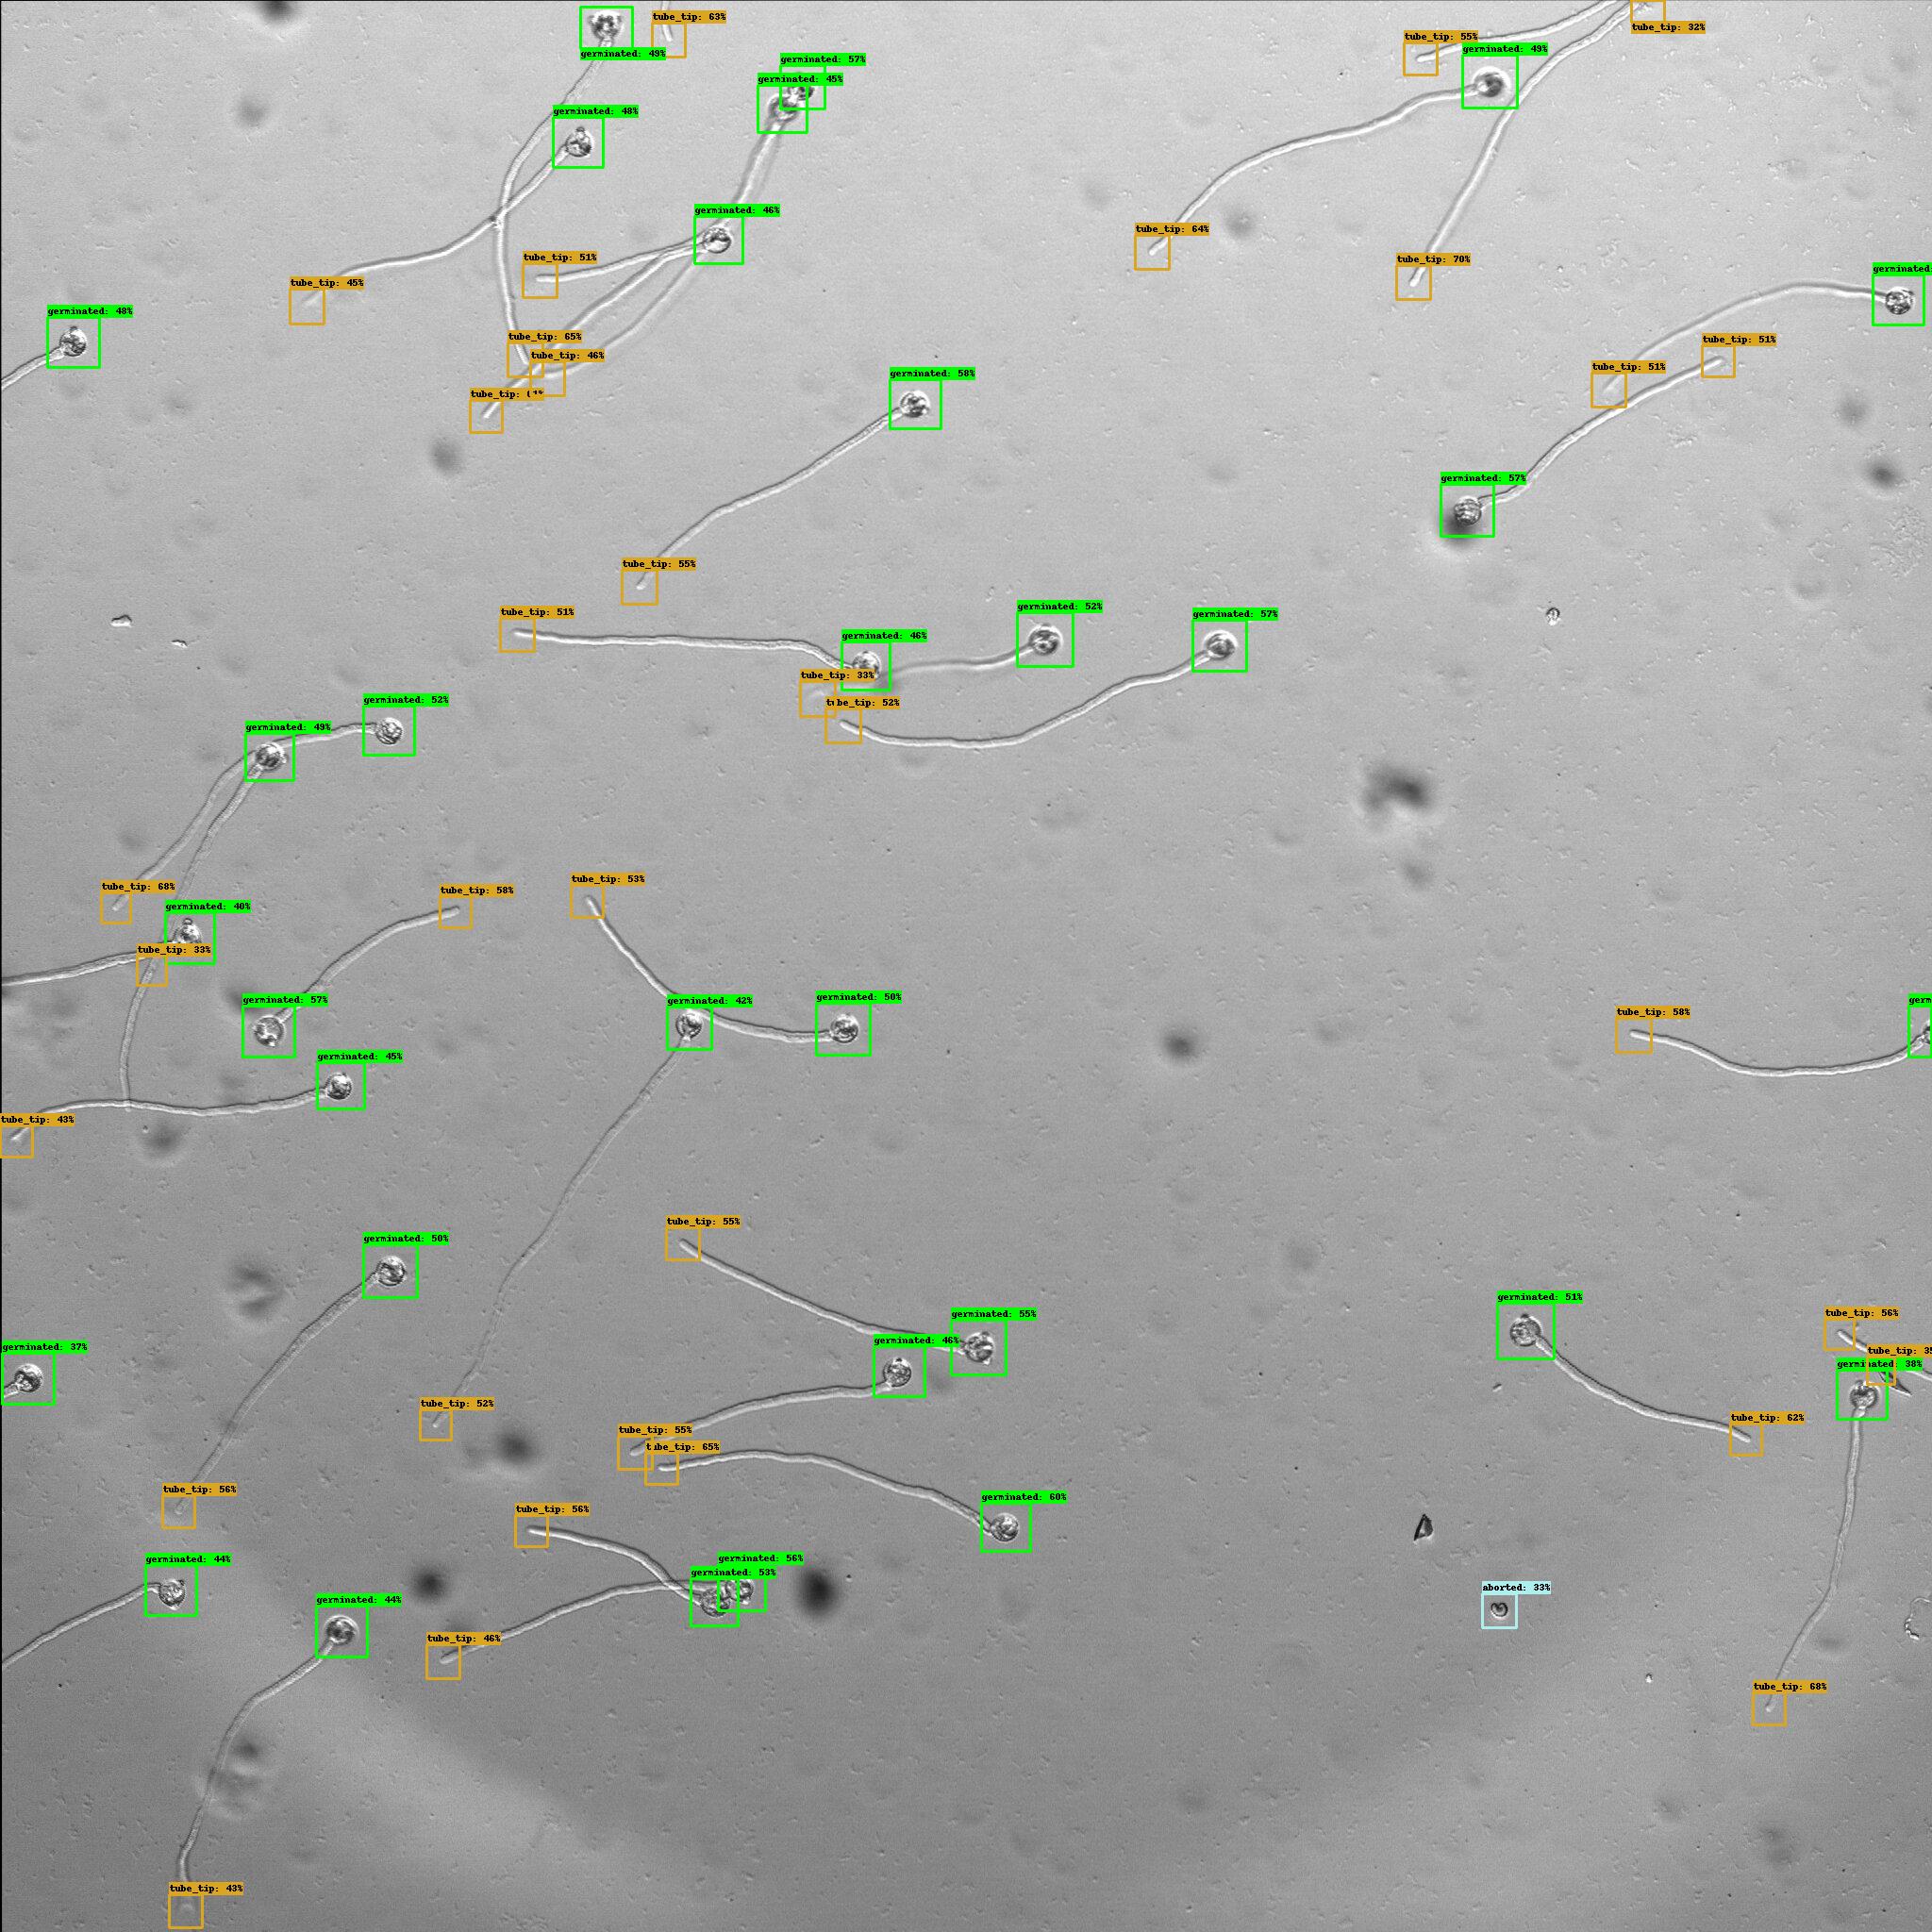 tube_tip: 63%
germinated: 49%
tube_tip: 32%
tube_tip: 55%
germinated: 49%
germinated: 57%
germinated: 45%
germinated: 48%
germinated: 46%
tube_tip: 64%
tube_tip: 51%
tube_tip: 70%
germinated:
tube_tip: 45%
germinated: 48%
tube_tip: 65%
tube_tip: 51%
tube_tip: 46%
tube_tip: 51%
germinated: 58%
tube_tip:
germinated: 57%
tube_tip: 55%
germinated: 52%
tube_tip: 51%
germinated: 57%
germinated: 46%
tube_tip: 33%
germinated: 52%
tube_tip: 52%
germinated: 49%
tube_tip: 53%
tube_tip: 68%
tube_tip: 58%
germinated: 40%
tube_tip: 33%
germinated: 50%
germinated: 57%
germinated: 42%
germ
tube_tip: 58%
germinated: 45%
tube_tip: 43%
tube_tip: 55%
germinated: 50%
germinated: 51%
tube_tip: 56%
germinated: 55%
germinated: 46%
germinated: 37%
tube_tip: 35
germinated: 38%
tube_tip: 52%
tube_tip: 62%
tube_tip: 55%
tube_tip: 65%
tube_tip: 56%
germinated: 60%
tube_tip: 56%
germinated: 56%
germinated: 44%
germinated: 53%
aborted: 33%
germinated: 44%
tube_tip: 46%
tube_tip: 68%
tube_tip: 43%